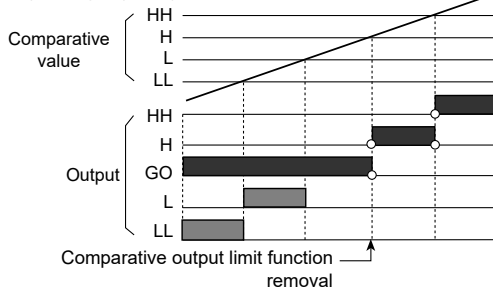 HH
H
L
LL
Comparative
value
HH
H
GO
L
LL
Output
Comparative output limit function
removal